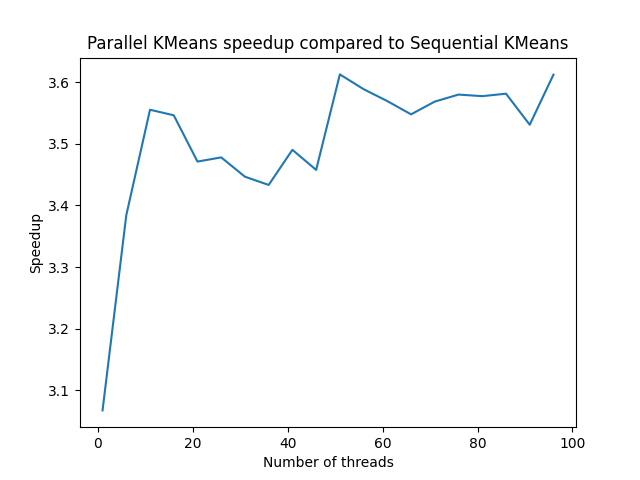 Parallel KMeans speedup compared to Sequential KMeans
3.6
3.5
3.4
3.3
3.2
3.1
Speedup
0 20 40 60 80 100
Number of threads